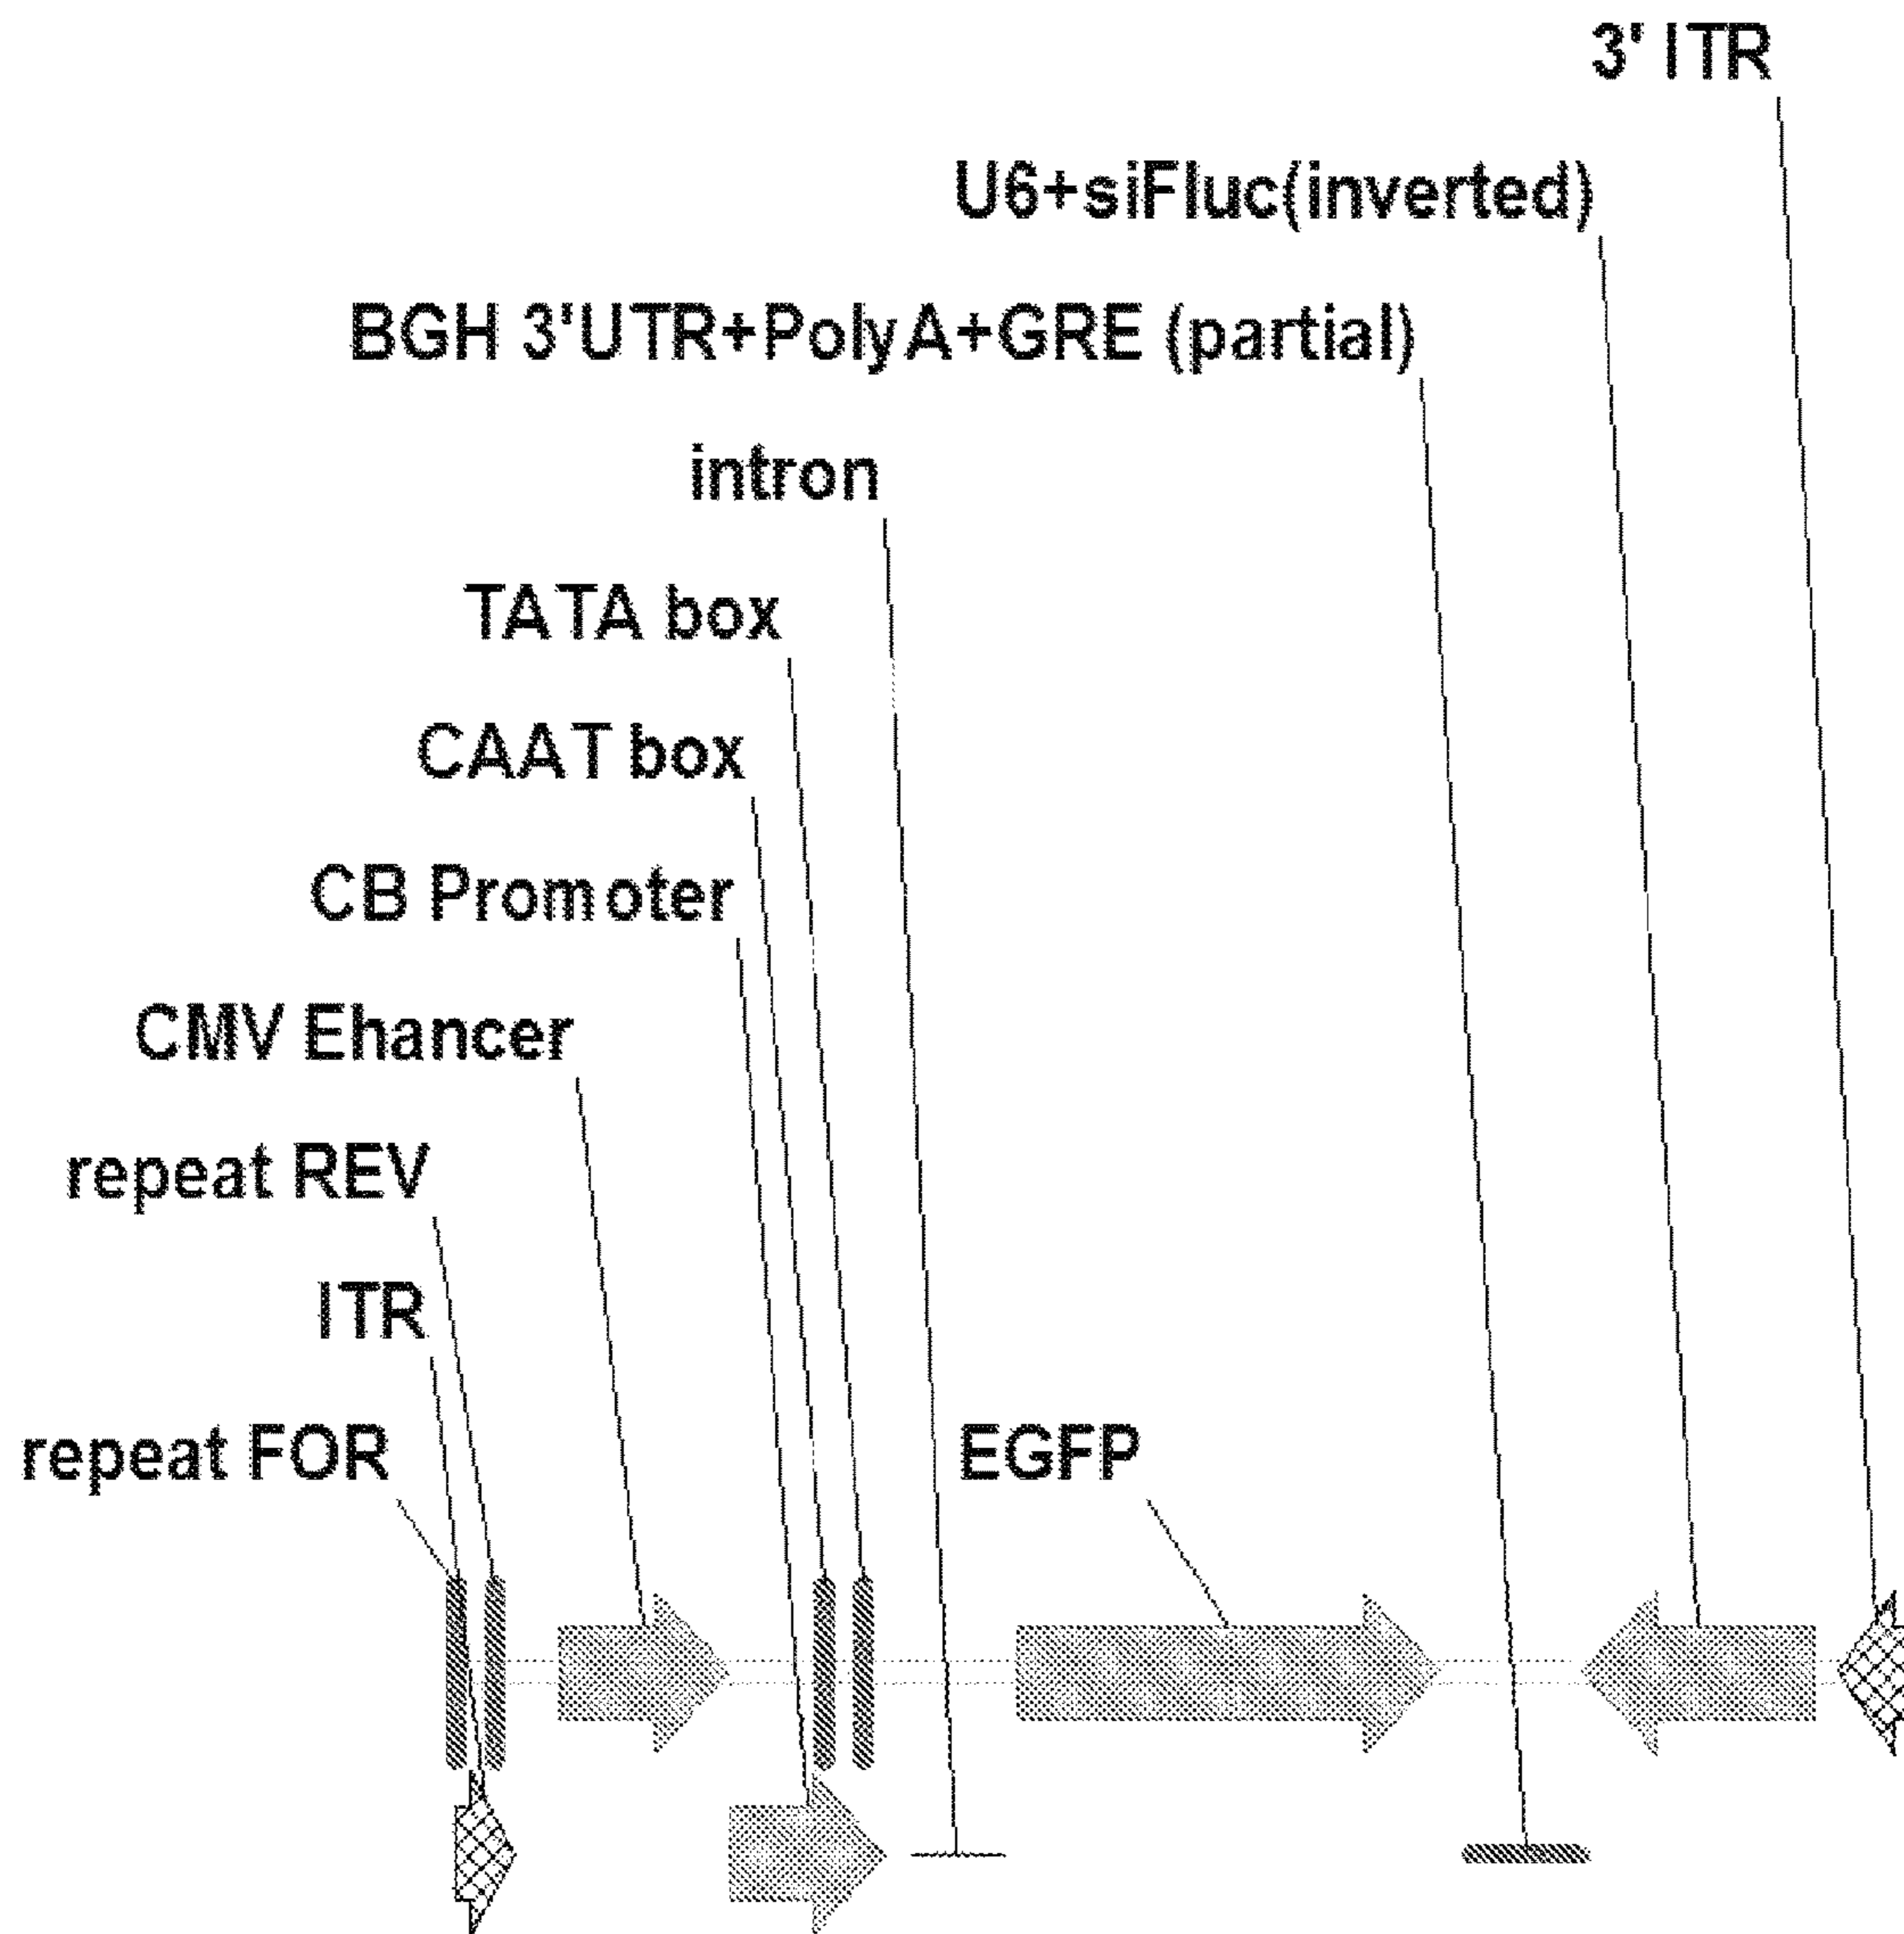 3' ITR
U6+siFluc(inverted)
BGH 3'UTR+PolyA+GRE (partial)
intron
TATA box
CAAT box
CB Promoter
CMV Ehancer
repeat REV
ITR
repeat FOR
EGFP